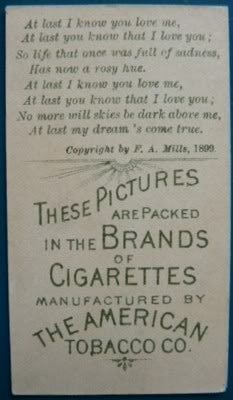 At last I know you love me,
At last you know that I love you;
So life that once was full of sadness,
Has now a rosy hue.
At last I know you love me,
At last you know that I love you;
No more will skies be dark above me,
At last my dream 's come true.
Copyright by F. A. Mills, 1899.
THESE PICTURES
ARE PACKED
IN THE BRANDS
OF
CIGARETTES
MANUFACTURED BY
THE AMERICAN
TOBACCO CO.